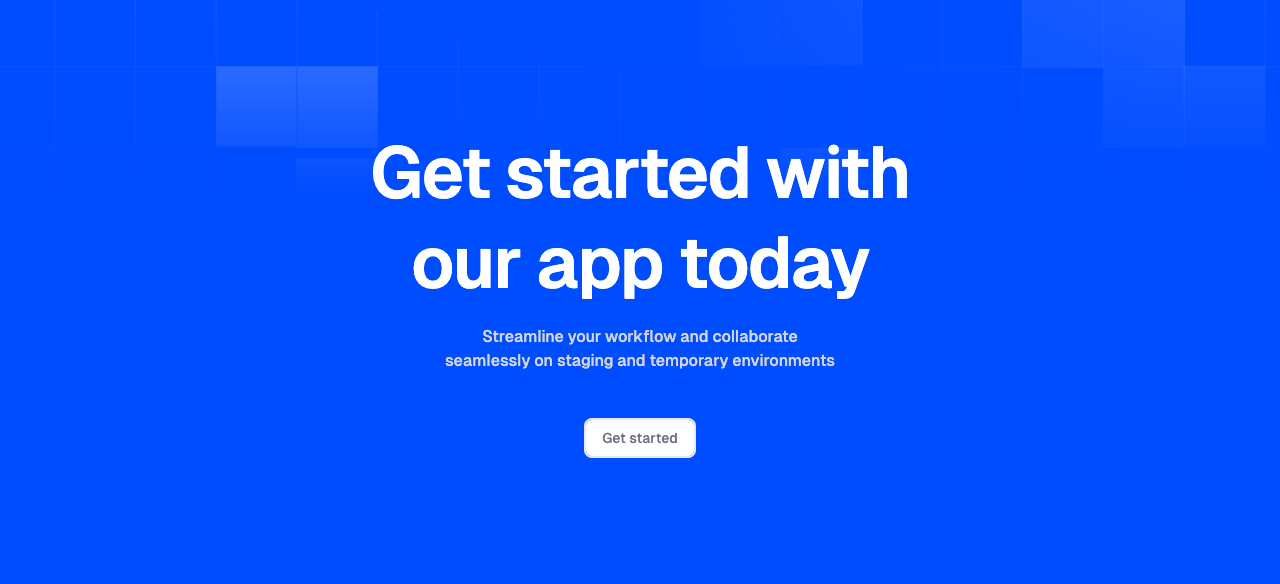 Get started with
our app today
Streamline your workflow and collaborate
seamlessly on staging and temporary environments
Get started